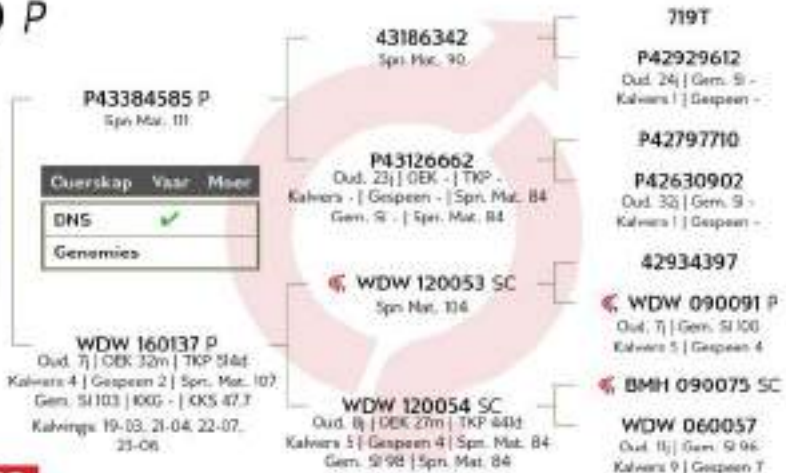 P
719T
43186342
Spn. Mat. 90
P42929612
Oud. 24j | Gem. SI -
Kalwers 1 | Gespeen -
P43384585 P
Spn. Mat. 111
P42797710
P43126662
Oud. 23j | OEK - | TKP -
Kalwers - | Gespeen - | Spn. Mat. 84
Gem. SI - | Spn. Mat. 84
P42630902
Oud. 32j | Gem. SI -
Kalwers 1 | Gespeen -
Ouerskap Vaar Moer
DNS ✓
Genomies
42934397
WDW 120053 SC
Spn. Mat. 104
WDW 090091 P
Oud. 7j | Gem. SI 100
Kalwers 5 | Gespeen 4
WDW 160137 P
Oud. 7j | OEK 32m | TKP 514d
Kalwers 4 | Gespeen 2 | Spn. Mat. 107
Gem. SI 103 | KKG - | KKS 47.7
Kalwings: 19-03, 21-04, 22-07,
23-06
BMH 090075 SC
WDW 120054 SC
Oud. 8j | OEK 27m | TKP 441d
Kalwers 5 | Gespeen 4 | Spn. Mat. 84
Gem. SI 98 | Spn. Mat. 84
WDW 060057
Oud. 11j | Gem. SI 96
Kalwers 9 | Gespeen 7